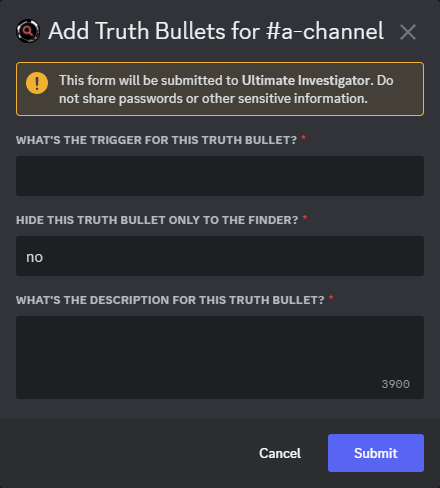 Add Truth Bullets for #a-channel
This form will be submitted to Ultimate Investigator. Do
not share passwords or other sensitive information.
WHAT'S THE TRIGGER FOR THIS TRUTH BULLET? *
HIDE THIS TRUTH BULLET ONLY TO THE FINDER? *
no
WHAT'S THE DESCRIPTION FOR THIS TRUTH BULLET? *
3900
Cancel Submit